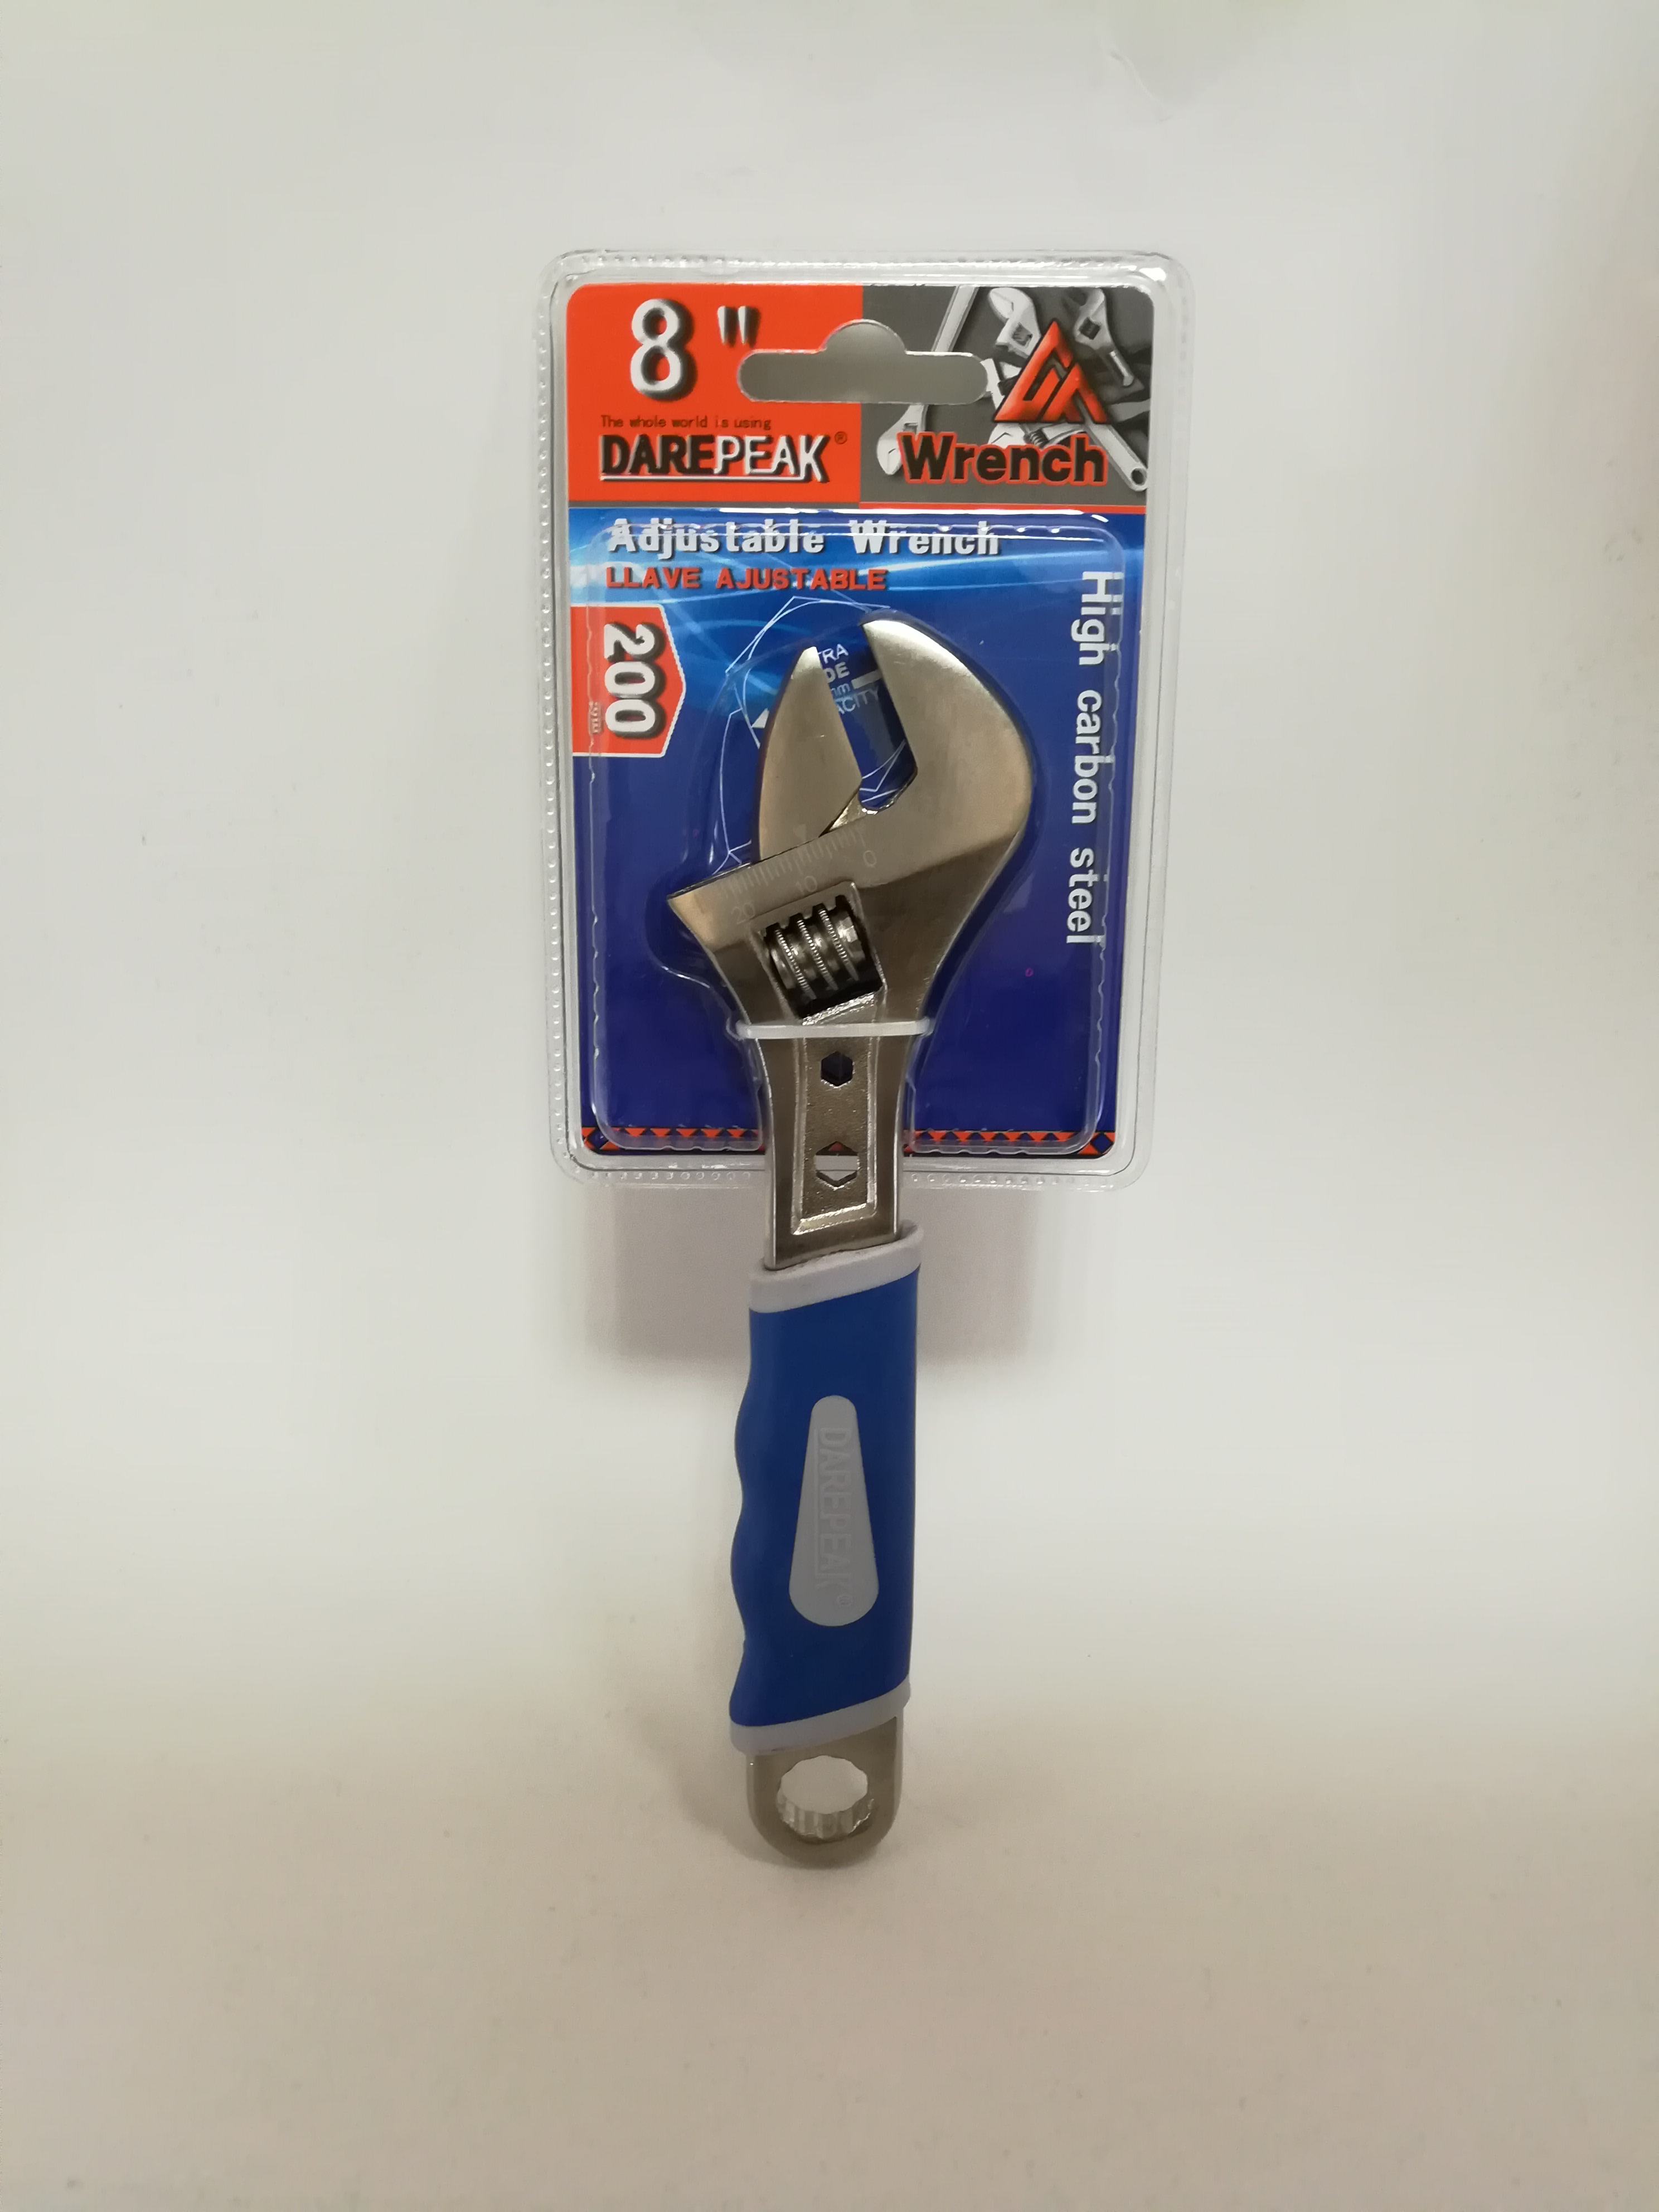 8"
The whole world is using
DAREPEAK®
Wrench
Adjustable Wrench
LLAVE AJUSTABLE
200
mm
High carbon steel
0
10
20
DAREPEAK®